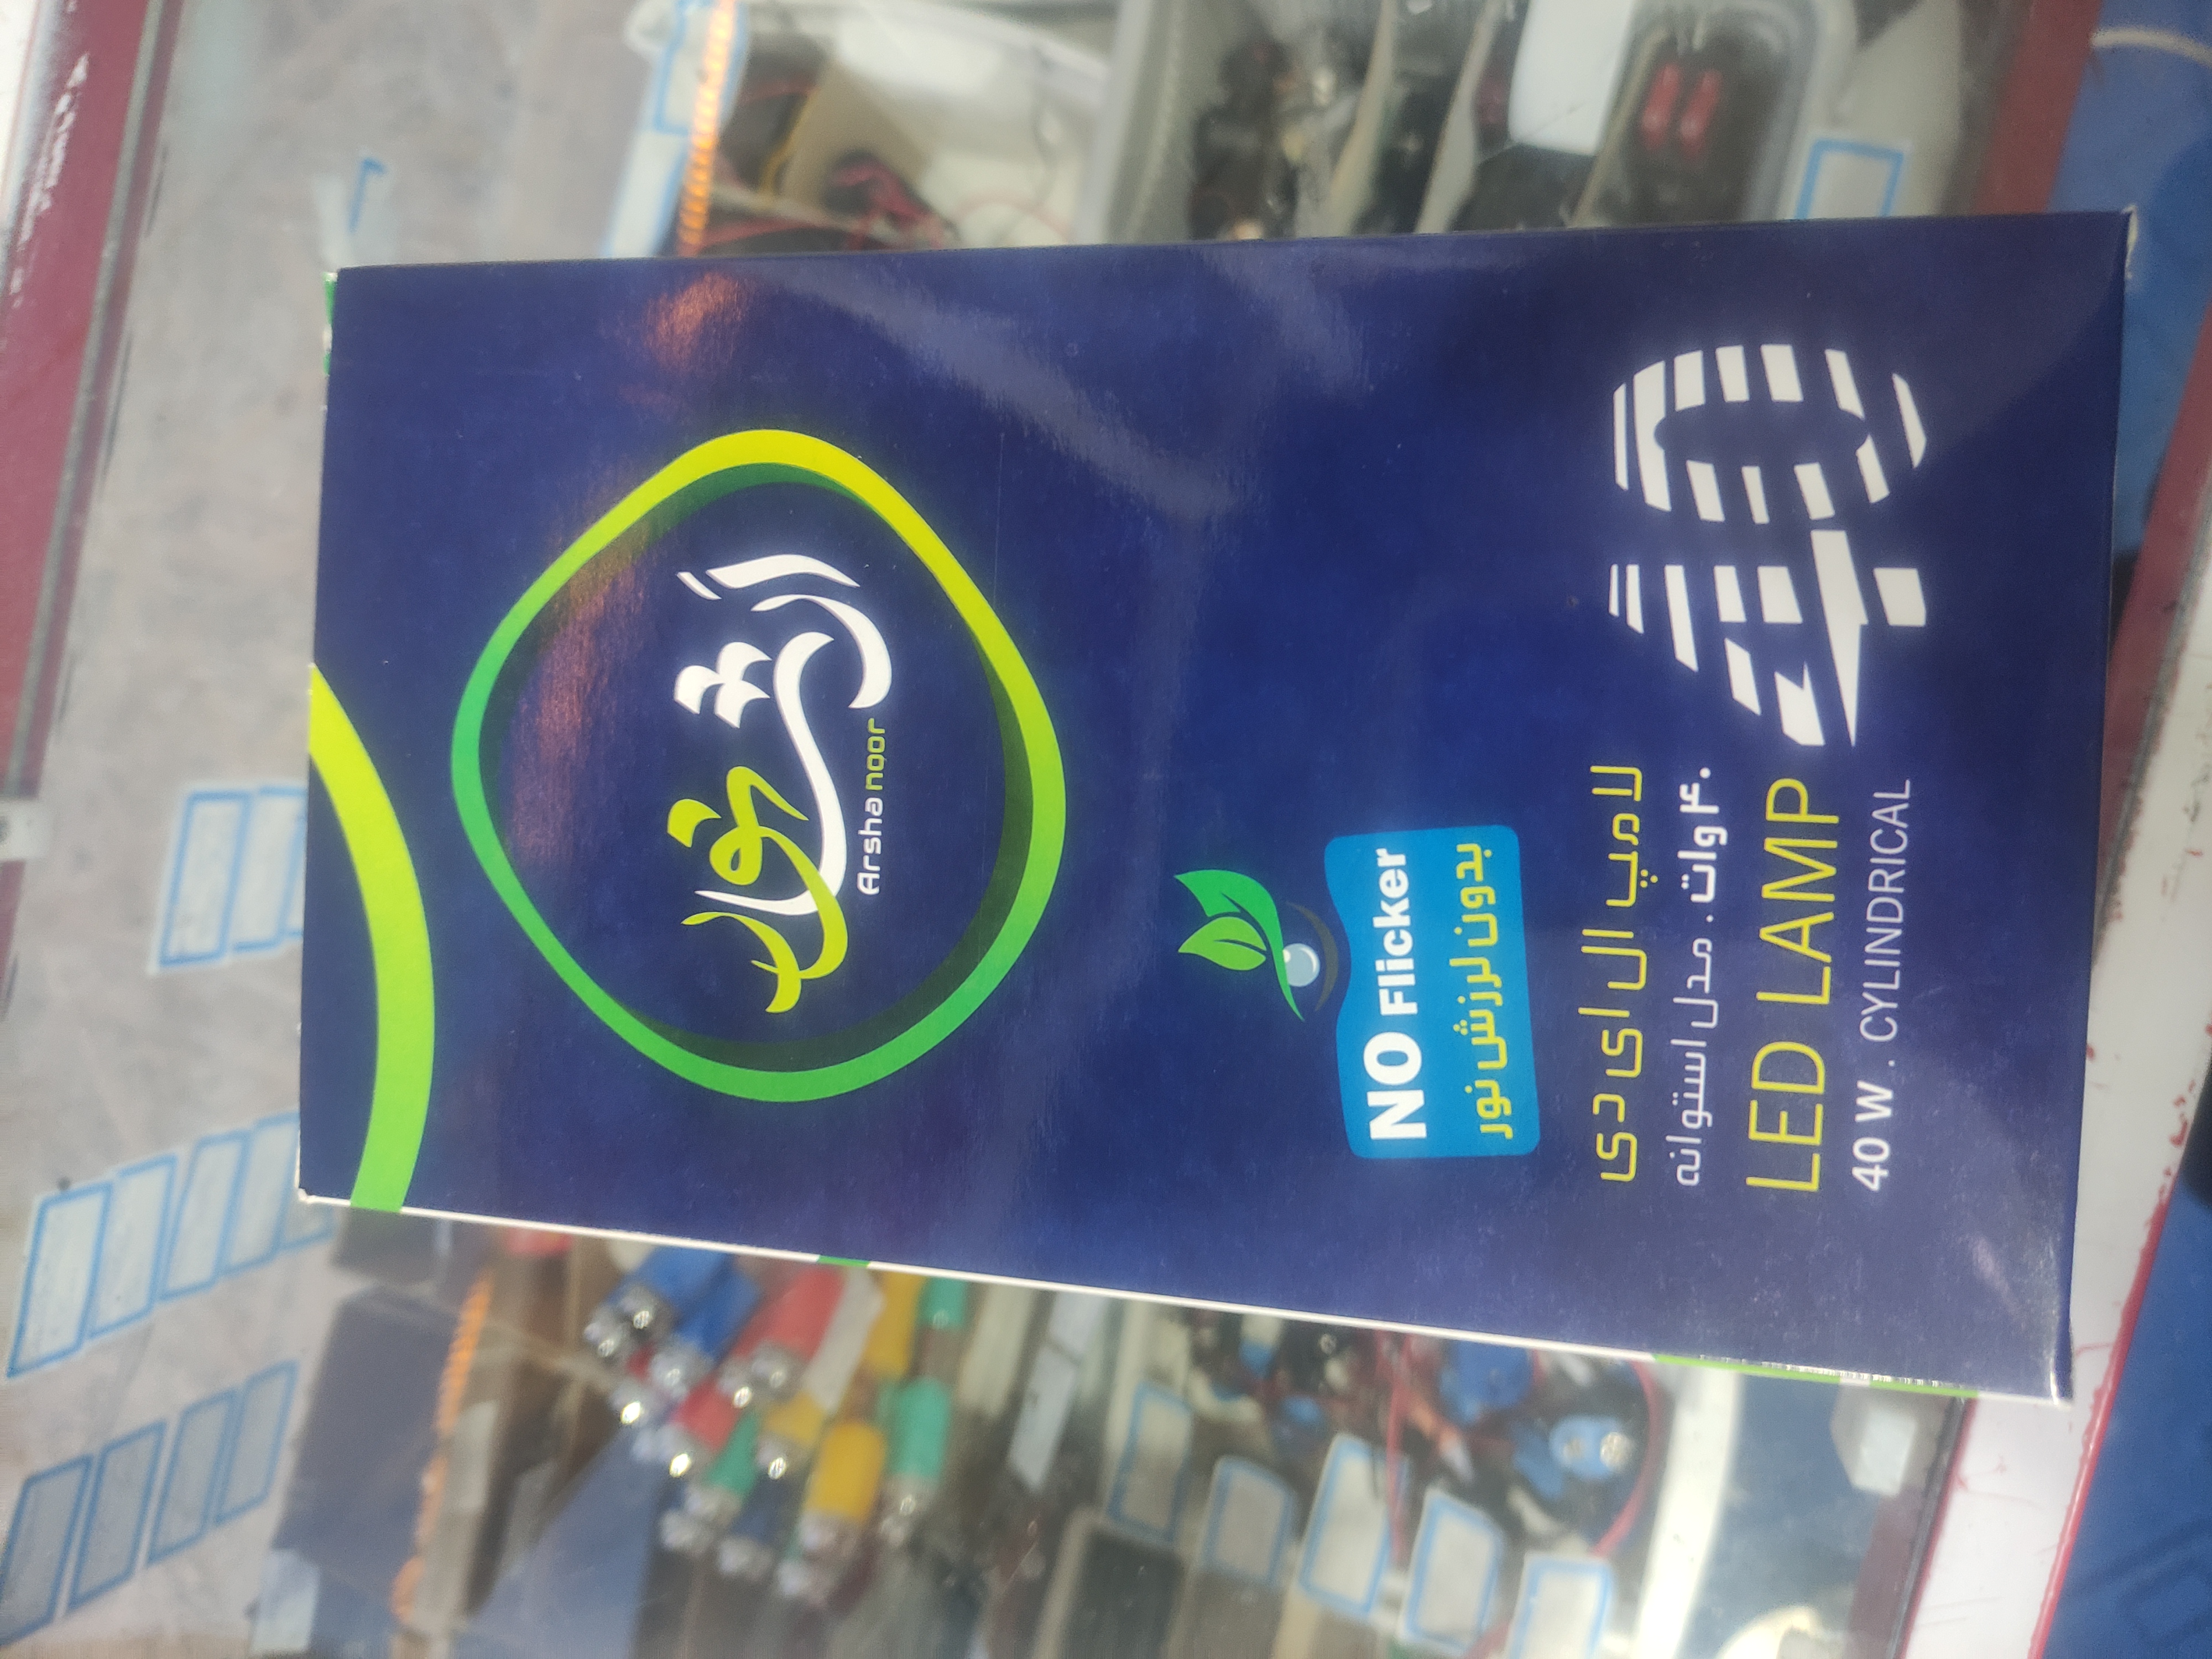 آرشا نور
Arsha noor
NO Flicker
بدون لرزش نور
لامپ ال ای دی
۴۰ وات . مدل استوانه
LED LAMP
40 W . CYLINDRICAL
40